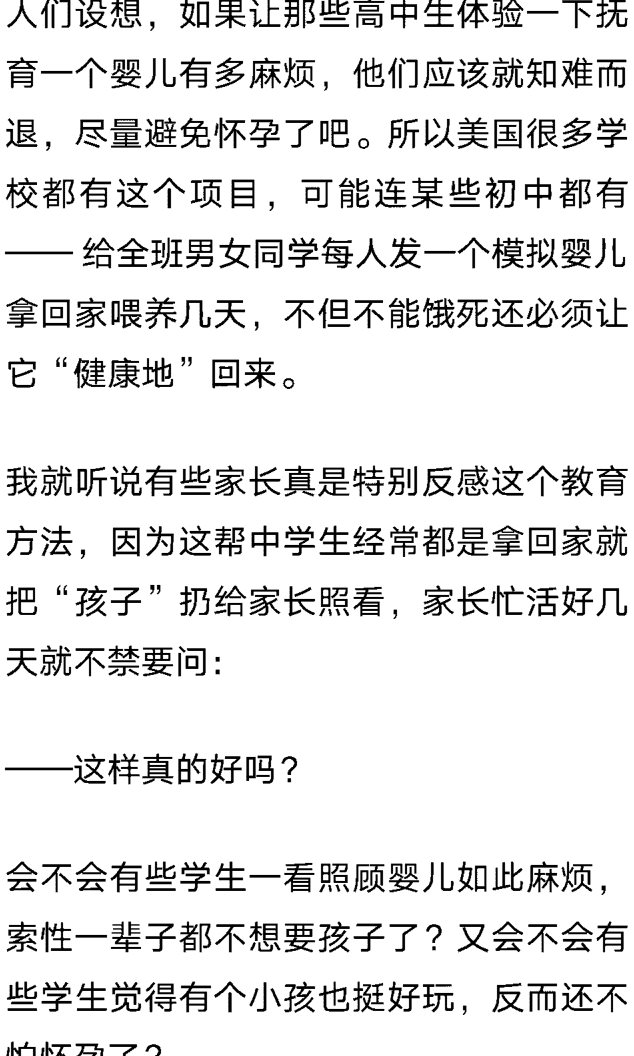 人们设想，如果让那些高中生体验一下抚
育一个婴儿有多麻烦，他们应该就知难而
退，尽量避免怀孕了吧。所以美国很多学
校都有这个项目，可能连某些初中都有
—— 给全班男女同学每人发一个模拟婴儿
拿回家喂养几天，不但不能饿死还必须让
它“健康地”回来。
我就听说有些家长真是特别反感这个教育
方法，因为这帮中学生经常都是拿回家就
把“孩子”扔给家长照看，家长忙活好几
天就不禁要问：
——这样真的好吗？
会不会有些学生一看照顾婴儿如此麻烦，
索性一辈子都不想要孩子了？又会不会有
些学生觉得有个小孩也挺好玩，反而还不
怕怀孕了？